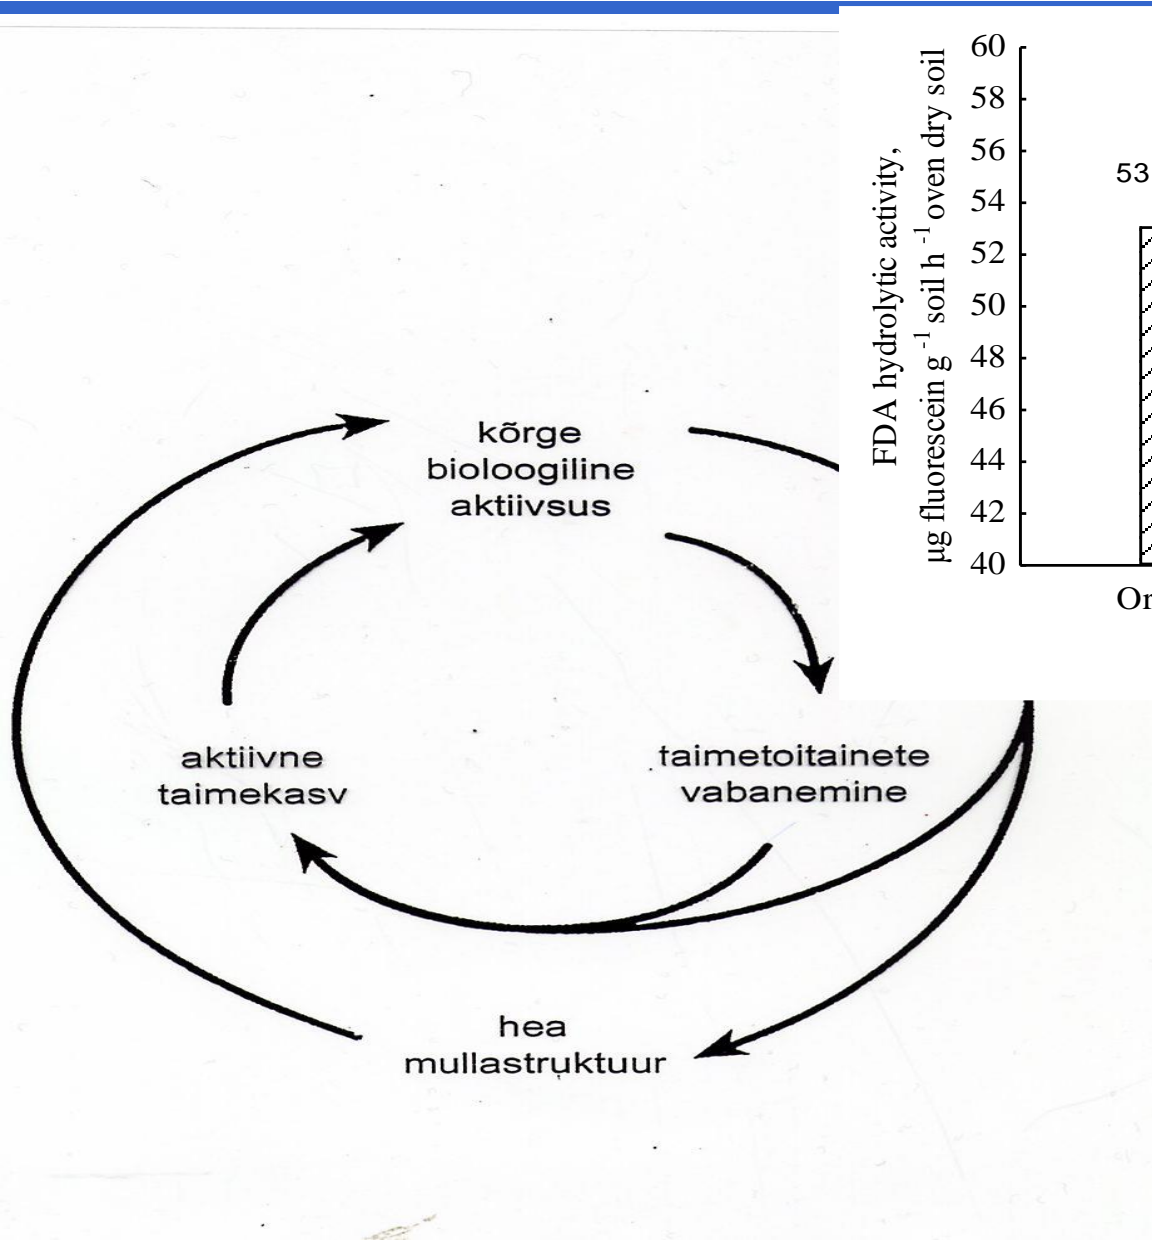 kõrge
bioloogiline
aktiivsus
aktiivne
taimekasv
taimetoitainete
vabanemine
hea
mullastruktuur
FDA hydrolytic activity,
µg fluorescein g⁻¹ soil h⁻¹ oven dry soil
60
58
56
54
52
50
48
46
44
42
40
53
Or